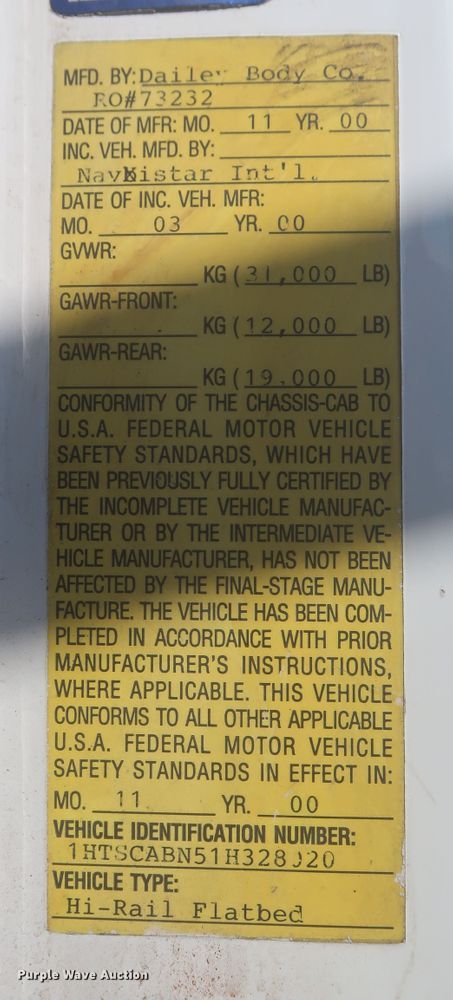 MFD. BY: Dailey Body Co.
RO#73232
DATE OF MFR: MO. 11 YR. 00
INC. VEH. MFD. BY:
Navistar Int'l.
DATE OF INC. VEH. MFR:
MO. 03 YR. 00
GVWR:
KG ( 31,000 LB)
GAWR-FRONT:
KG ( 12,000 LB)
GAWR-REAR:
KG ( 19,000 LB)
CONFORMITY OF THE CHASSIS-CAB TO
U.S.A. FEDERAL MOTOR VEHICLE
SAFETY STANDARDS, WHICH HAVE
BEEN PREVIOUSLY FULLY CERTIFIED BY
THE INCOMPLETE VEHICLE MANUFAC-
TURER OR BY THE INTERMEDIATE VE-
HICLE MANUFACTURER, HAS NOT BEEN
AFFECTED BY THE FINAL-STAGE MANU-
FACTURE. THE VEHICLE HAS BEEN COM-
PLETED IN ACCORDANCE WITH PRIOR
MANUFACTURER'S INSTRUCTIONS,
WHERE APPLICABLE. THIS VEHICLE
CONFORMS TO ALL OTHER APPLICABLE
U.S.A. FEDERAL MOTOR VEHICLE
SAFETY STANDARDS IN EFFECT IN:
MO. 11 YR. 00
VEHICLE IDENTIFICATION NUMBER:
1HTSCABN51H328020
VEHICLE TYPE:
Hi-Rail Flatbed
Purple Wave Auction